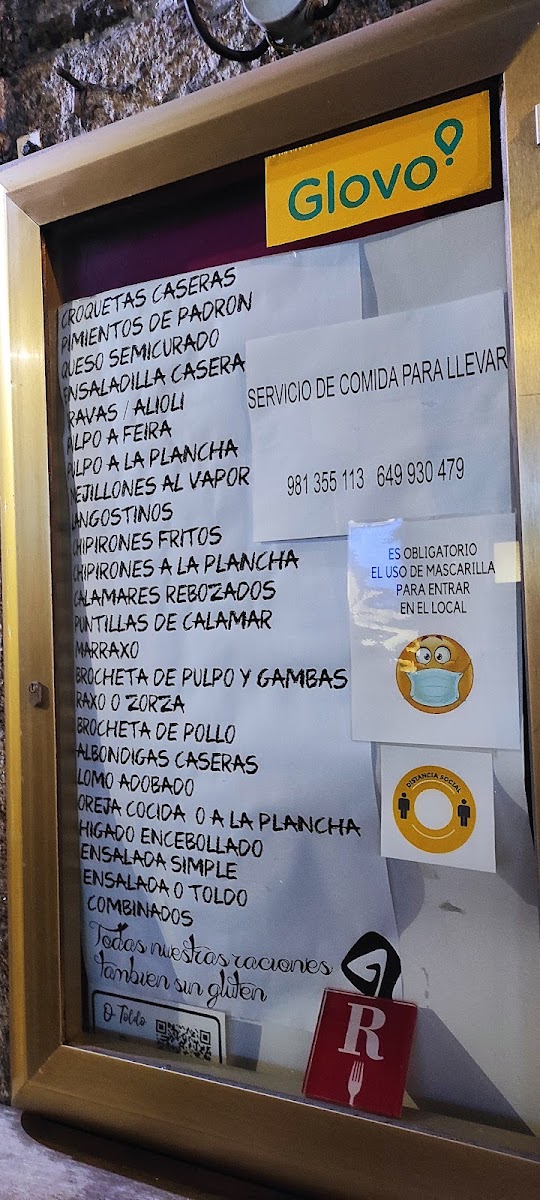 Glovo
CROQUETAS CASERAS
PIMIENTOS DE PADRON
QUESO SEMICURADO
ENSALADILLA CASERA
BRAVAS / ALIOLI
PULPO A FEIRA
PULPO A LA PLANCHA
MEJILLONES AL VAPOR
LANGOSTINOS
CHIPIRONES FRITOS
CHIPIRONES A LA PLANCHA
CALAMARES REBOZADOS
PUNTILLAS DE CALAMAR
MARRAXO
BROCHETA DE PULPO Y GAMBAS
RAXO O ZORZA
BROCHETA DE POLLO
ALBONDIGAS CASERAS
LOMO ADOBADO
OREJA COCIDA O A LA PLANCHA
HIGADO ENCEBOLLADO
ENSALADA SIMPLE
ENSALADA O TOLDO
COMBINADOS
Todas nuestras raciones
tambien sin gluten
SERVICIO DE COMIDA PARA LLEVAR
981 355 113 649 930 479
ES OBLIGATORIO
EL USO DE MASCARILLA
PARA ENTRAR
EN EL LOCAL
DISTANCIA SOCIAL
O Toldo
R